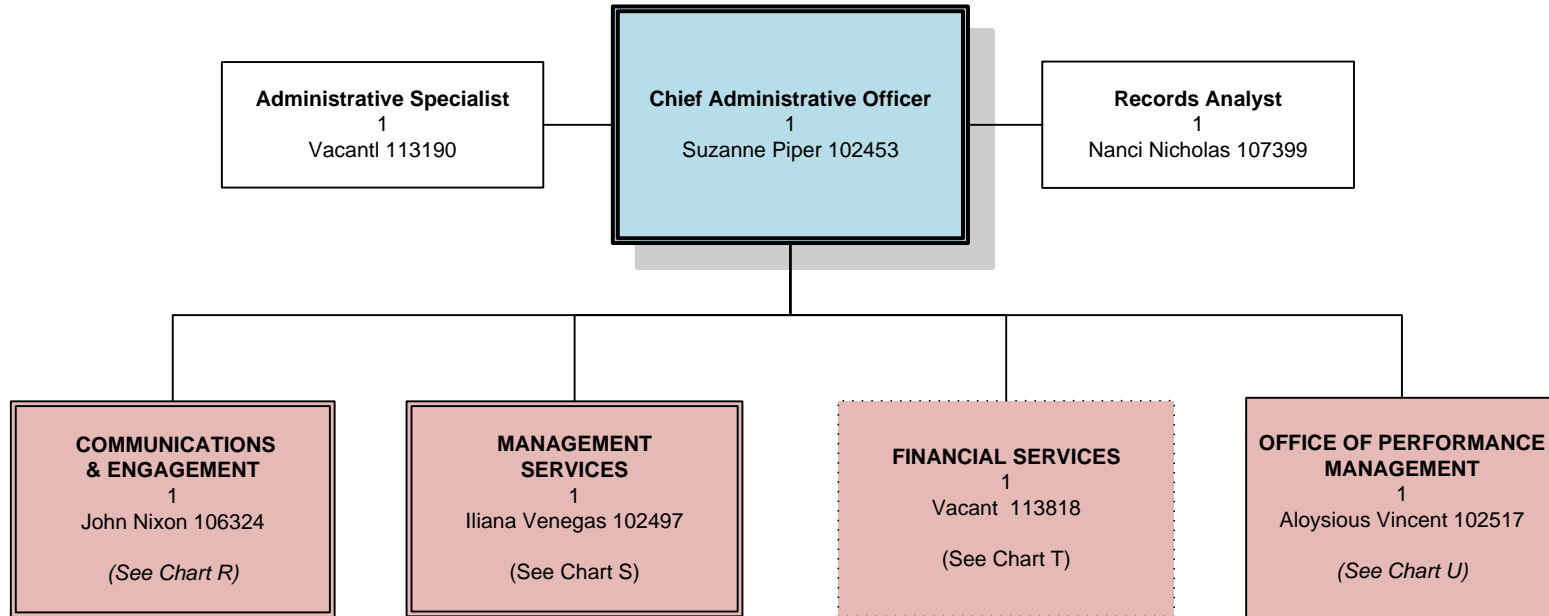 Administrative Specialist
1
Vacantl 113190
Chief Administrative Officer
1
Suzanne Piper 102453
Records Analyst
1
Nanci Nicholas 107399
COMMUNICATIONS
& ENGAGEMENT
1
John Nixon 106324
(See Chart R)
MANAGEMENT
SERVICES
1
Iliana Venegas 102497
(See Chart S)
FINANCIAL SERVICES
1
Vacant 113818
(See Chart T)
OFFICE OF PERFORMANCE
MANAGEMENT
1
Aloysious Vincent 102517
(See Chart U)